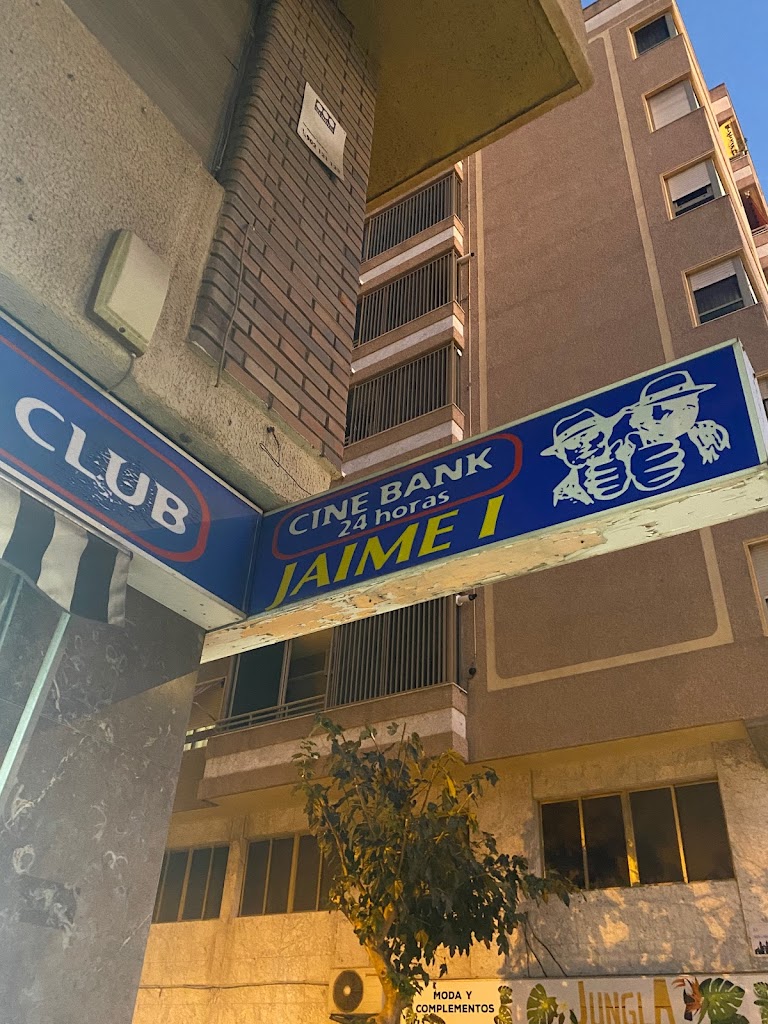 CLUB
CINE BANK
24 horas
JAIME I
MODA Y
COMPLEMENTOS
JUNGLA